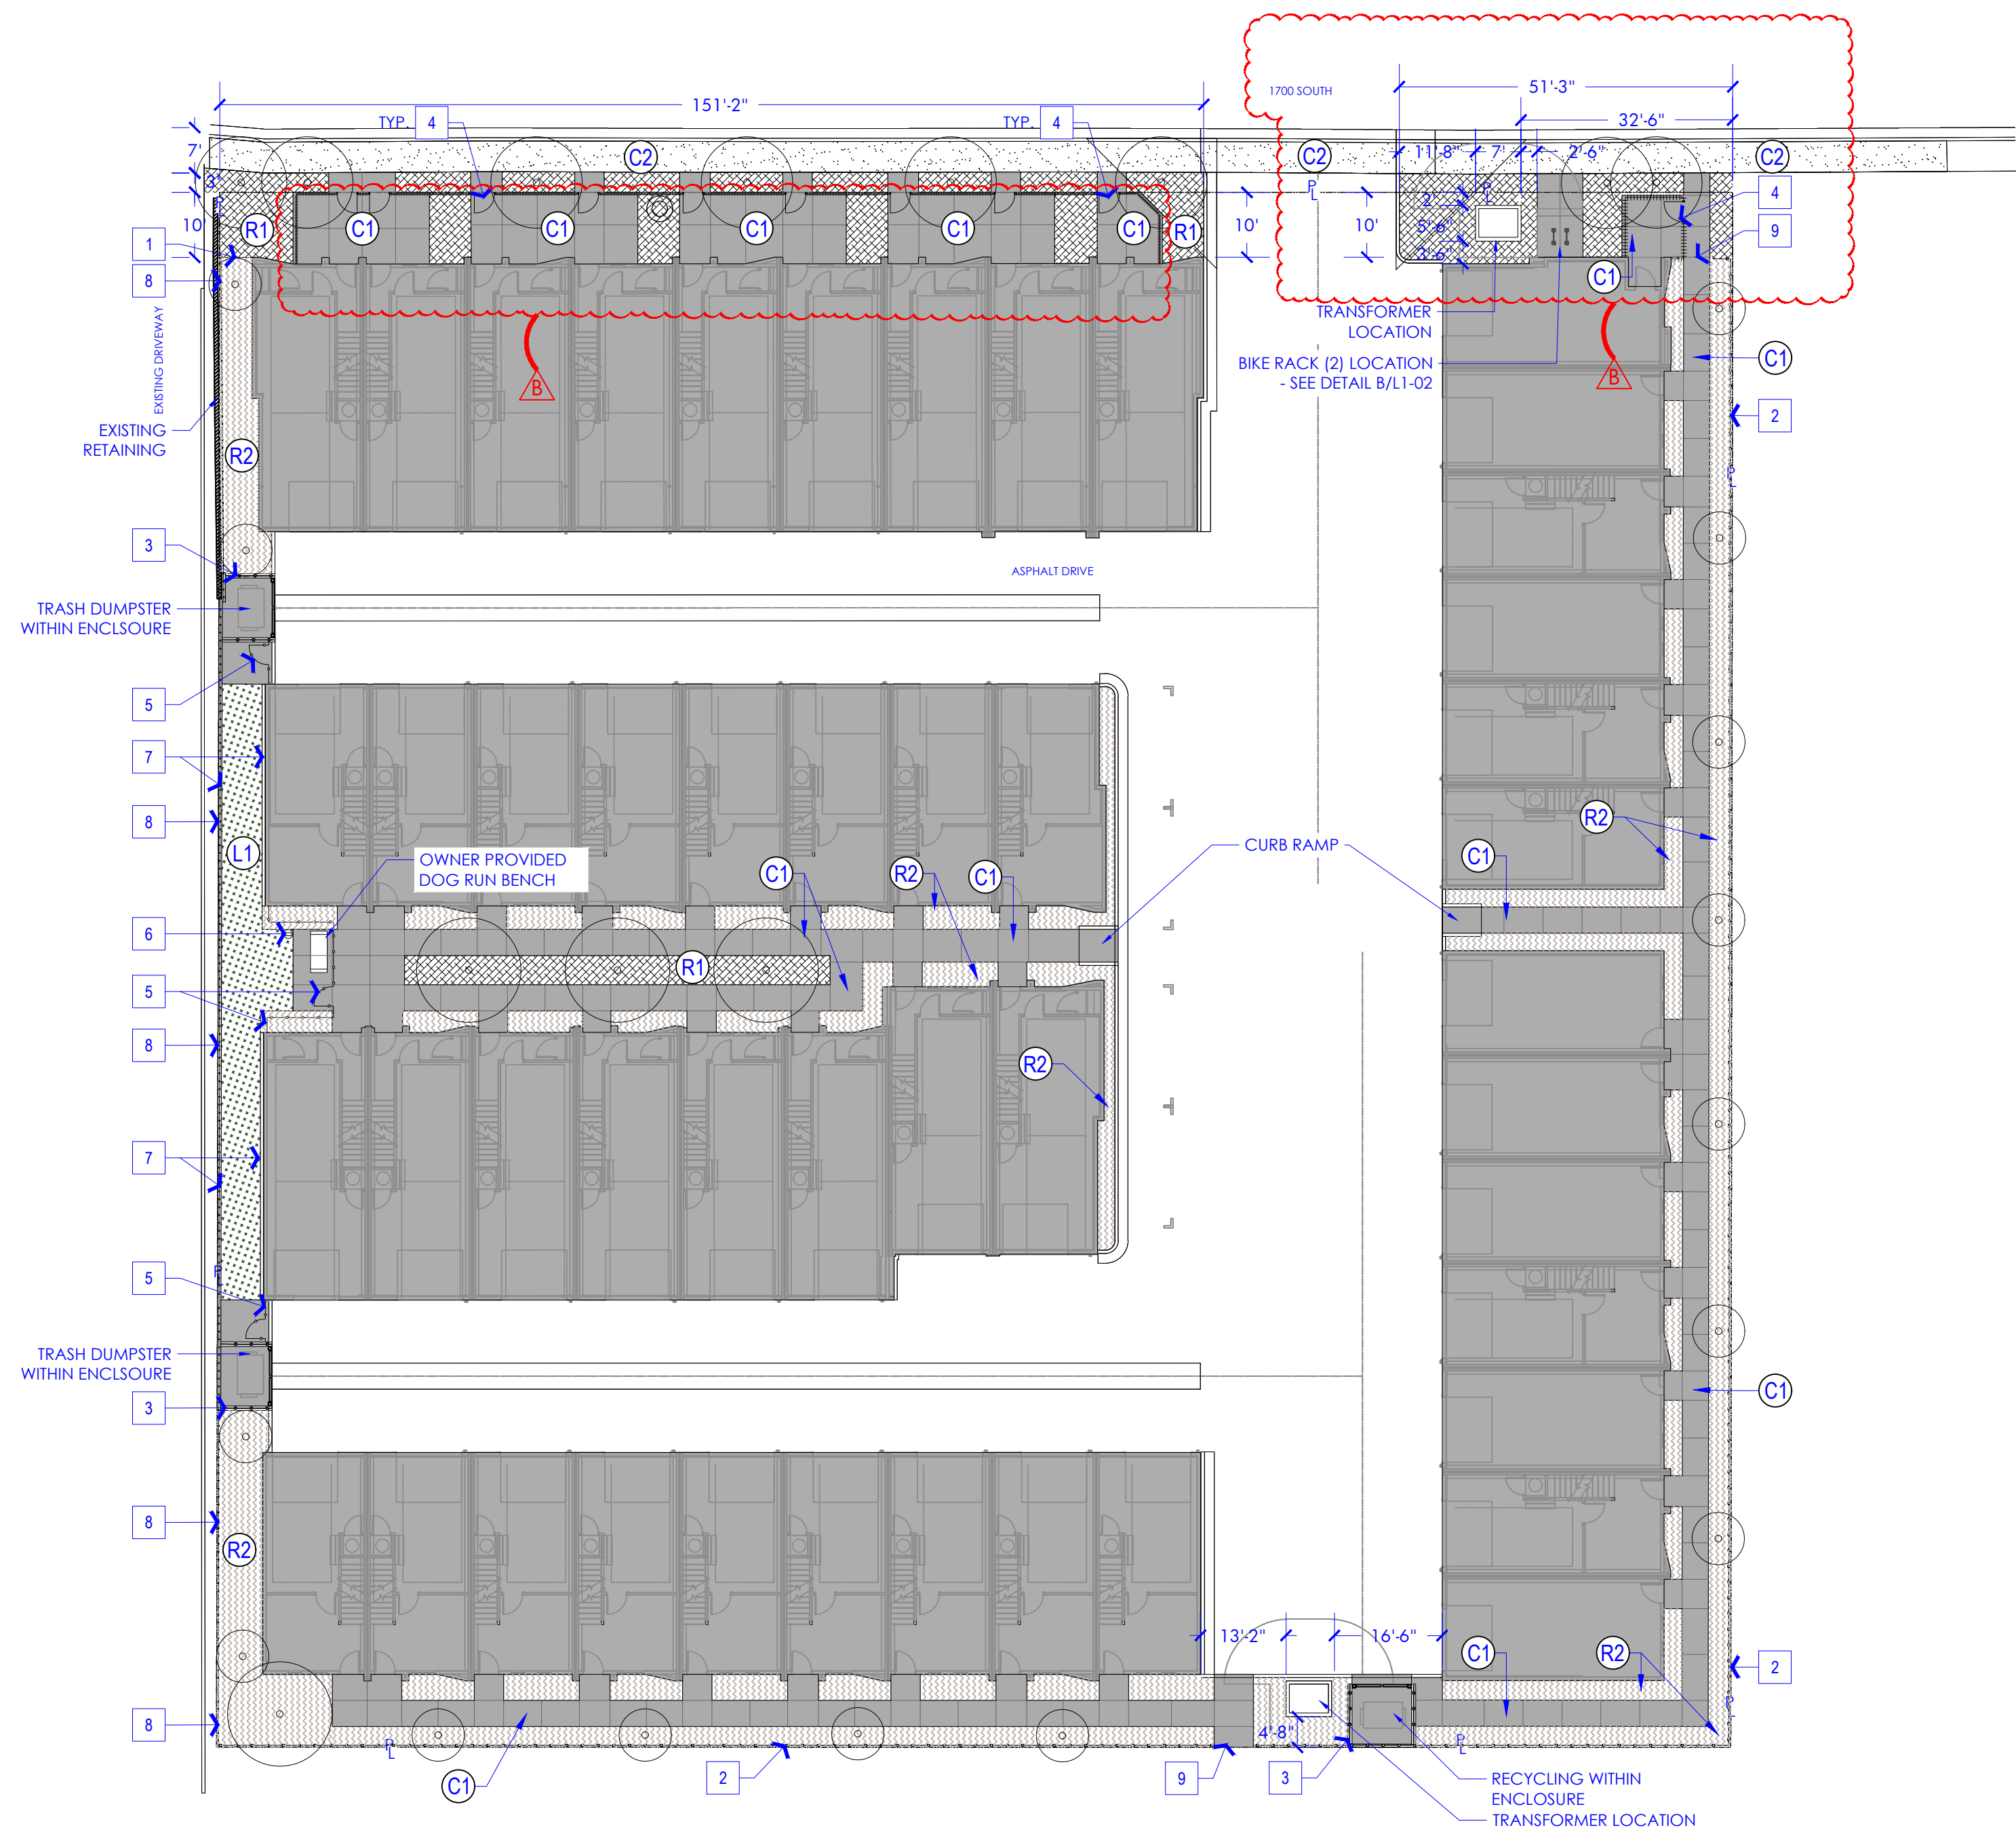 1700 SOUTH
51'-3"
151'-2"
32'-6"
TYP.
4
TYP.
4
7'
C2
C2
11'-8"
7'
2'-6"
C2
3'
P
L
P
L
P
L
4
2'
10'
R1
C1
C1
C1
C1
C1
R1
10'
10'
5'-6"
9
3'-6"
1
8
C1
EXISTING DRIVEWAY
TRANSFORMER
LOCATION
BIKE RACK (2) LOCATION
- SEE DETAIL B/L1-02
C1
B
B
2
EXISTING
RETAINING
R2
P
L
3
ASPHALT DRIVE
TRASH DUMPSTER
WITHIN ENCLSOURE
5
7
8
R2
L1
CURB RAMP
C1
OWNER PROVIDED
DOG RUN BENCH
C1
R2
C1
6
R1
5
8
R2
7
P
L
5
TRASH DUMPSTER
WITHIN ENCLSOURE
C1
3
8
R2
13'-2"
16'-6"
C1
R2
2
P
L
8
4'-8"
P
L
P
L
C1
2
9
3
RECYCLING WITHIN
ENCLOSURE
TRANSFORMER LOCATION